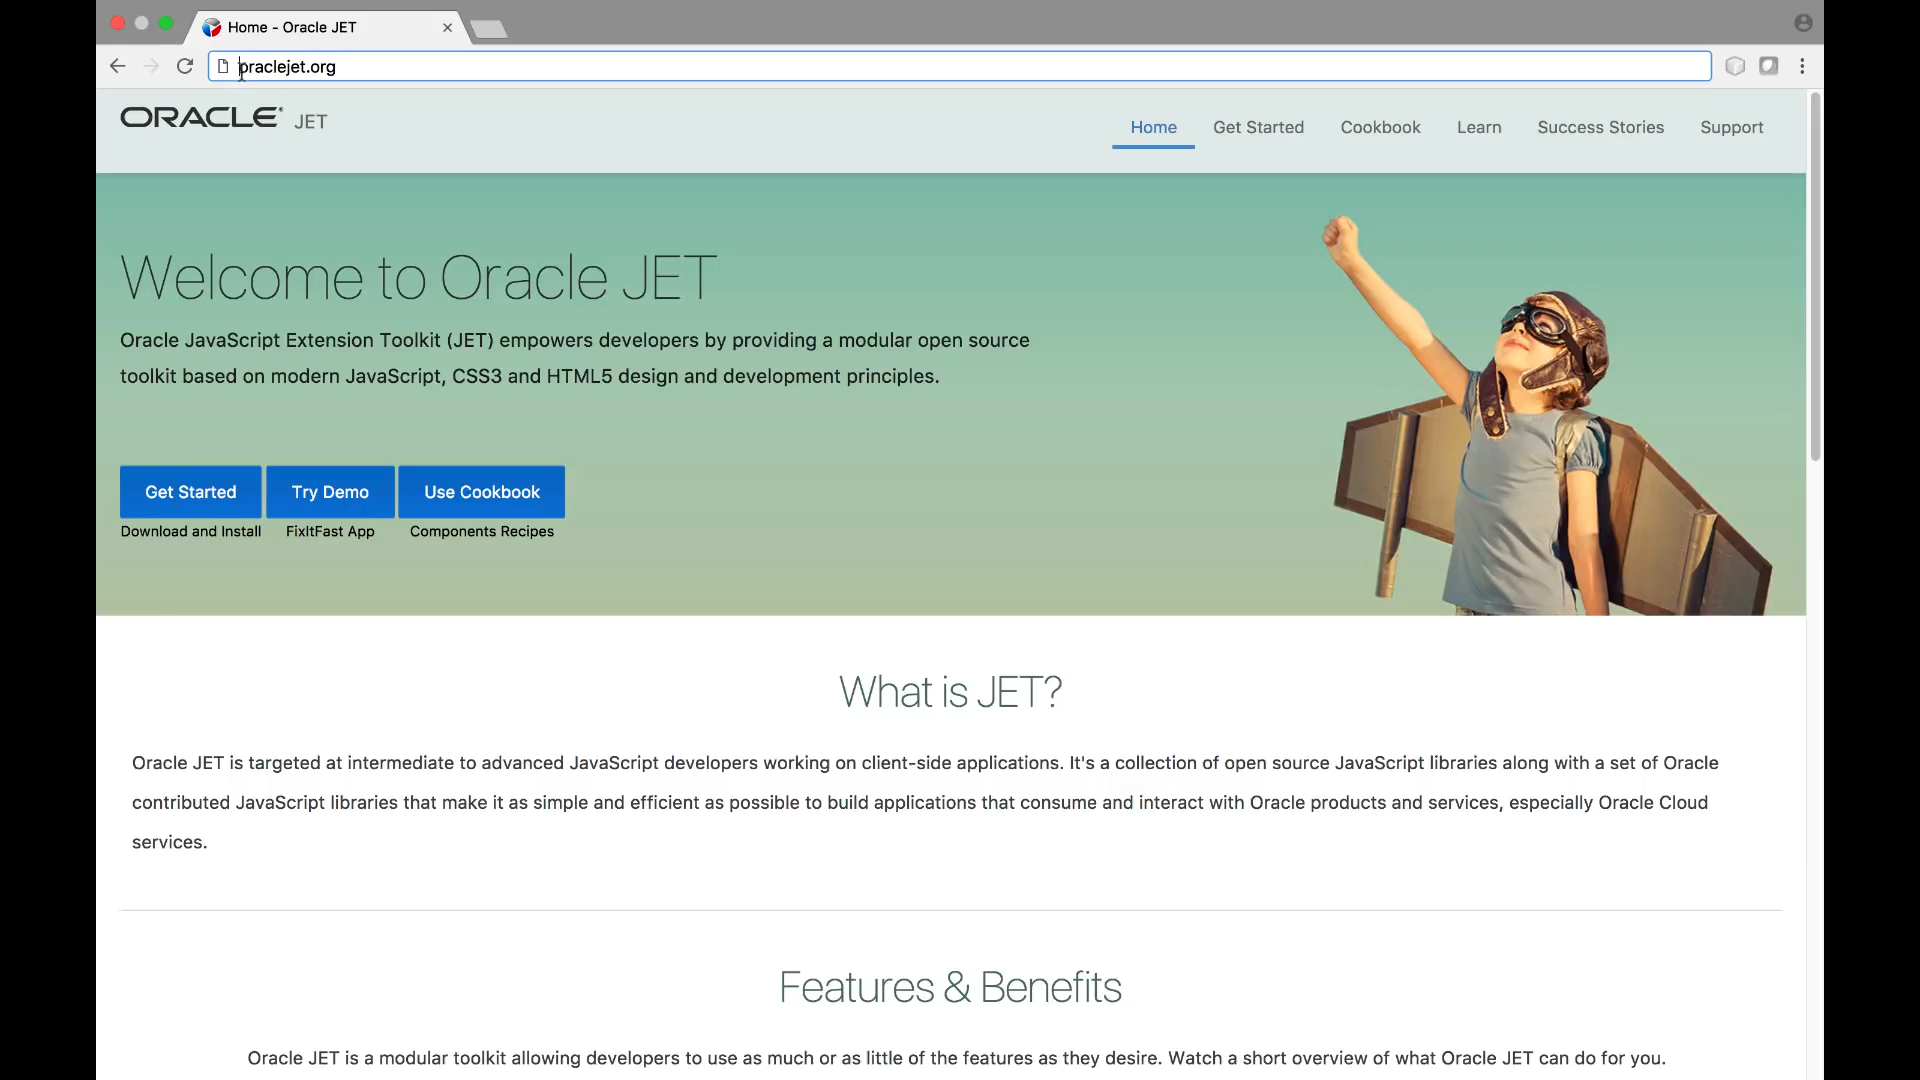 Home - Oracle JET
oraclejet.org
ORACLE® JET
Home Get Started Cookbook Learn Success Stories Support
Welcome to Oracle JET
Oracle JavaScript Extension Toolkit (JET) empowers developers by providing a modular open source
toolkit based on modern JavaScript, CSS3 and HTML5 design and development principles.
Get Started Try Demo Use Cookbook
Download and Install FixItFast App Components Recipes
What is JET?
Oracle JET is targeted at intermediate to advanced JavaScript developers working on client-side applications. It's a collection of open source JavaScript libraries along with a set of Oracle
contributed JavaScript libraries that make it as simple and efficient as possible to build applications that consume and interact with Oracle products and services, especially Oracle Cloud
services.
Features & Benefits
Oracle JET is a modular toolkit allowing developers to use as much or as little of the features as they desire. Watch a short overview of what Oracle JET can do for you.